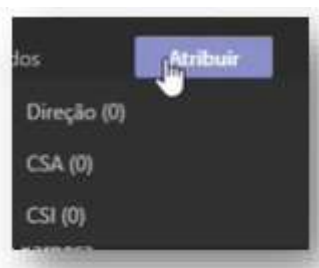 dos Atribuir
Direção (0)
CSA (0)
CSI (0)